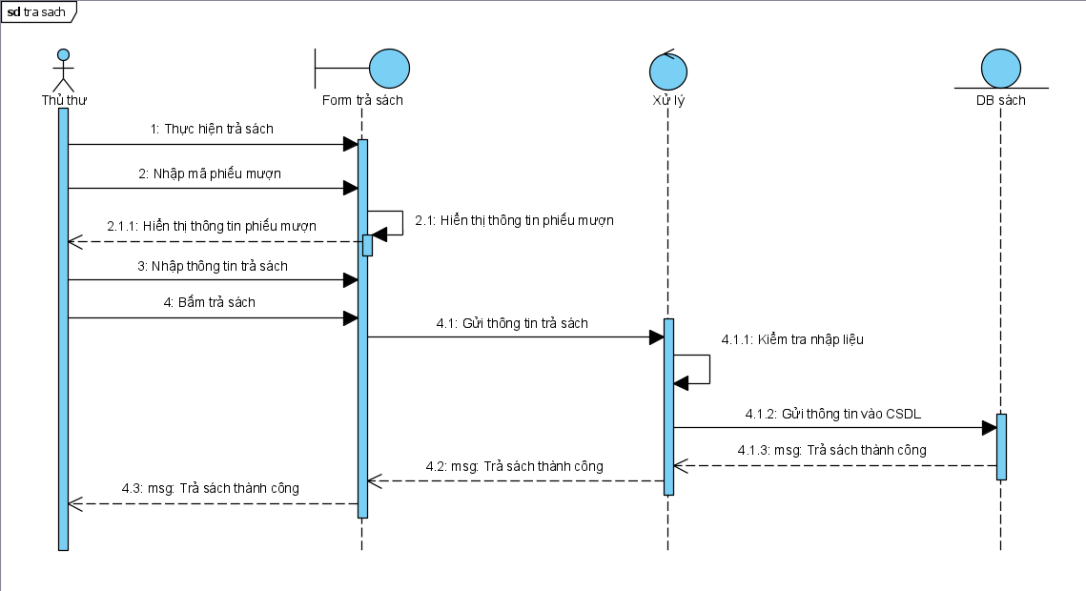 sd tra sach
Thủ thư
Form trả sách
Xử lý
DB sách
1: Thực hiện trả sách
2: Nhập mã phiếu mượn
2.1: Hiển thị thông tin phiếu mượn
2.1.1: Hiển thị thông tin phiếu mượn
3: Nhập thông tin trả sách
4: Bấm trả sách
4.1: Gửi thông tin trả sách
4.1.1: Kiểm tra nhập liệu
4.1.2: Gửi thông tin vào CSDL
4.1.3: msg: Trả sách thành công
4.2: msg: Trả sách thành công
4.3: msg: Trả sách thành công